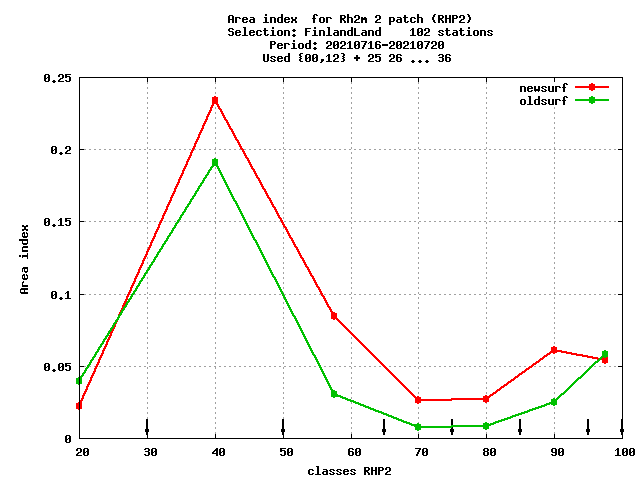 Area index  for Rh2m 2 patch (RHP2)
Selection: FinlandLand    102 stations
Period: 20210716-20210720
Used {00,12} + 25 26 ... 36
newsurf
oldsurf
0.25
0.2
0.15
0.1
0.05
0
Area index
20 30 40 50 60 70 80 90 100
classes RHP2